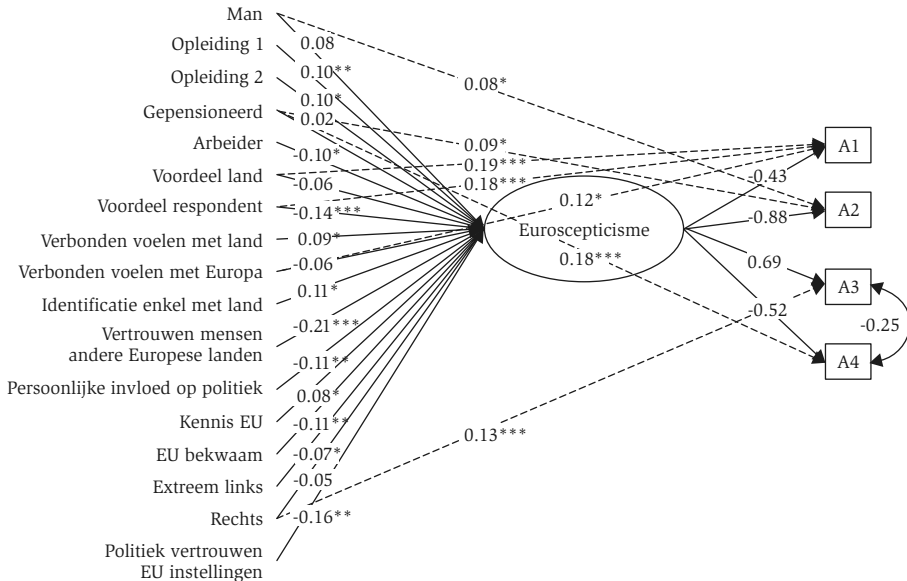 Man
Opleiding 1
Opleiding 2
Gepensioneerd
Arbeider
Voordeel land
Voordeel respondent
Verbonden voelen met land
Verbonden voelen met Europa
Identificatie enkel met land
Vertrouwen mensen
andere Europese landen
Persoonlijke invloed op politiek
Kennis EU
EU bekwaam
Extreem links
Rechts
Politiek vertrouwen
EU instellingen
0.08
0.10**
0.10*
0.02
-0.10*
-0.06
-0.14***
0.09*
-0.06
0.11*
-0.21***
-0.11**
0.08*
-0.11**
-0.07*
-0.05
-0.16**
0.08*
0.09*
0.19***
0.18***
0.12*
Euroscepticisme
0.18***
0.13***
-0.43
-0.88
0.69
-0.52
A1
A2
A3
-0.25
A4